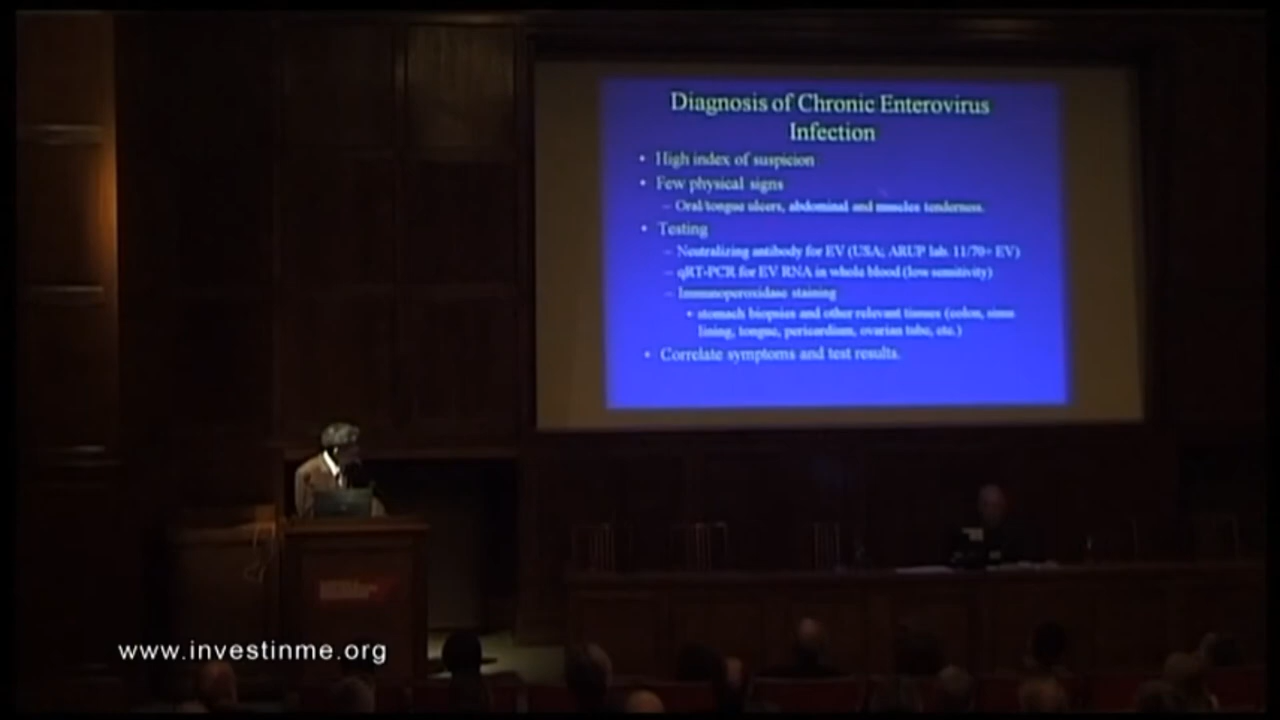 Diagnosis of Chronic Enterovirus
Infection
• High index of suspicion
• Few physical signs
– Oral/tongue ulcers, abdominal and muscles tenderness.
• Testing
– Neutralizing antibody for EV (USA; ARUP lab. 11/70+ EV)
– qRT-PCR for EV RNA in whole blood (low sensitivity)
– Immunoperoxidase staining
• stomach biopsies and other relevant tissues (colon, sinus
lining, tongue, pericardium, ovarian tube, etc.)
• Correlate symptoms and test results.
www.investinme.org